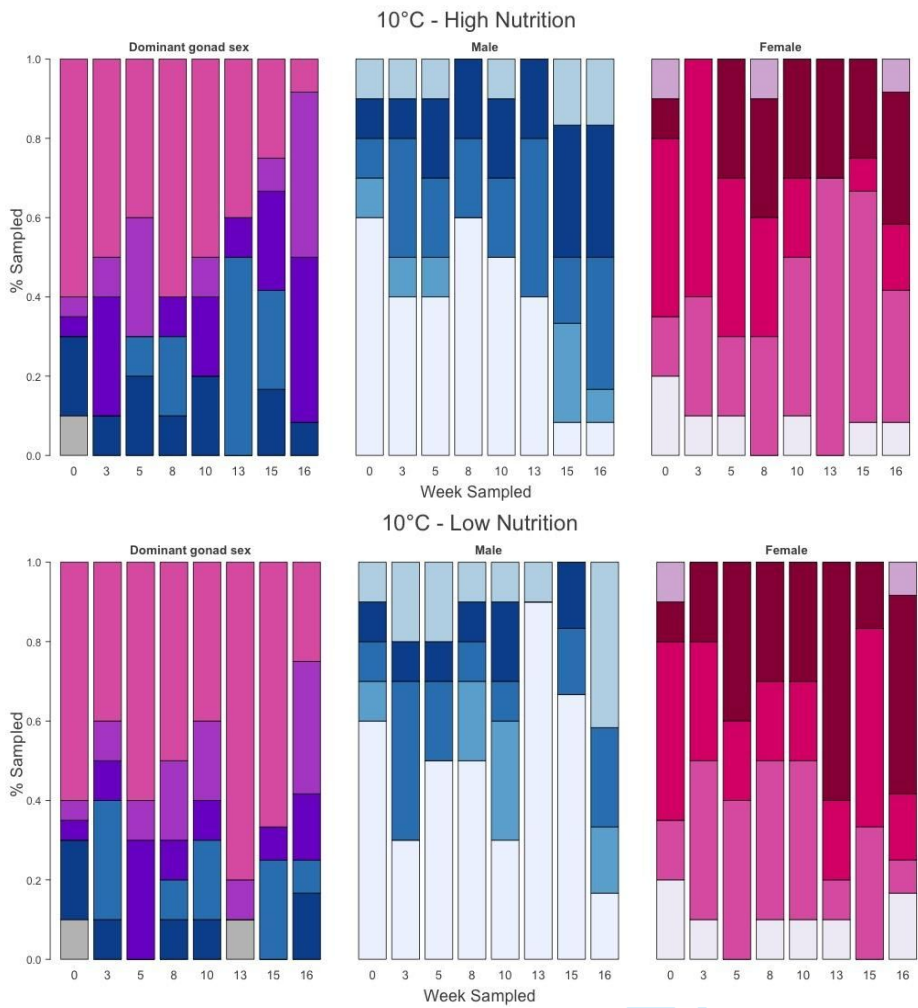 10°C - High Nutrition
Dominant gonad sex Male Female
% Sampled
1.0
0.8
0.6
0.4
0.2
0.0
0 3 5 8 10 13 15 16 0 3 5 8 10 13 15 16 0 3 5 8 10 13 15 16
Week Sampled
10°C - Low Nutrition
Dominant gonad sex Male Female
% Sampled
1.0
0.8
0.6
0.4
0.2
0.0
0 3 5 8 10 13 15 16 0 3 5 8 10 13 15 16 0 3 5 8 10 13 15 16
Week Sampled